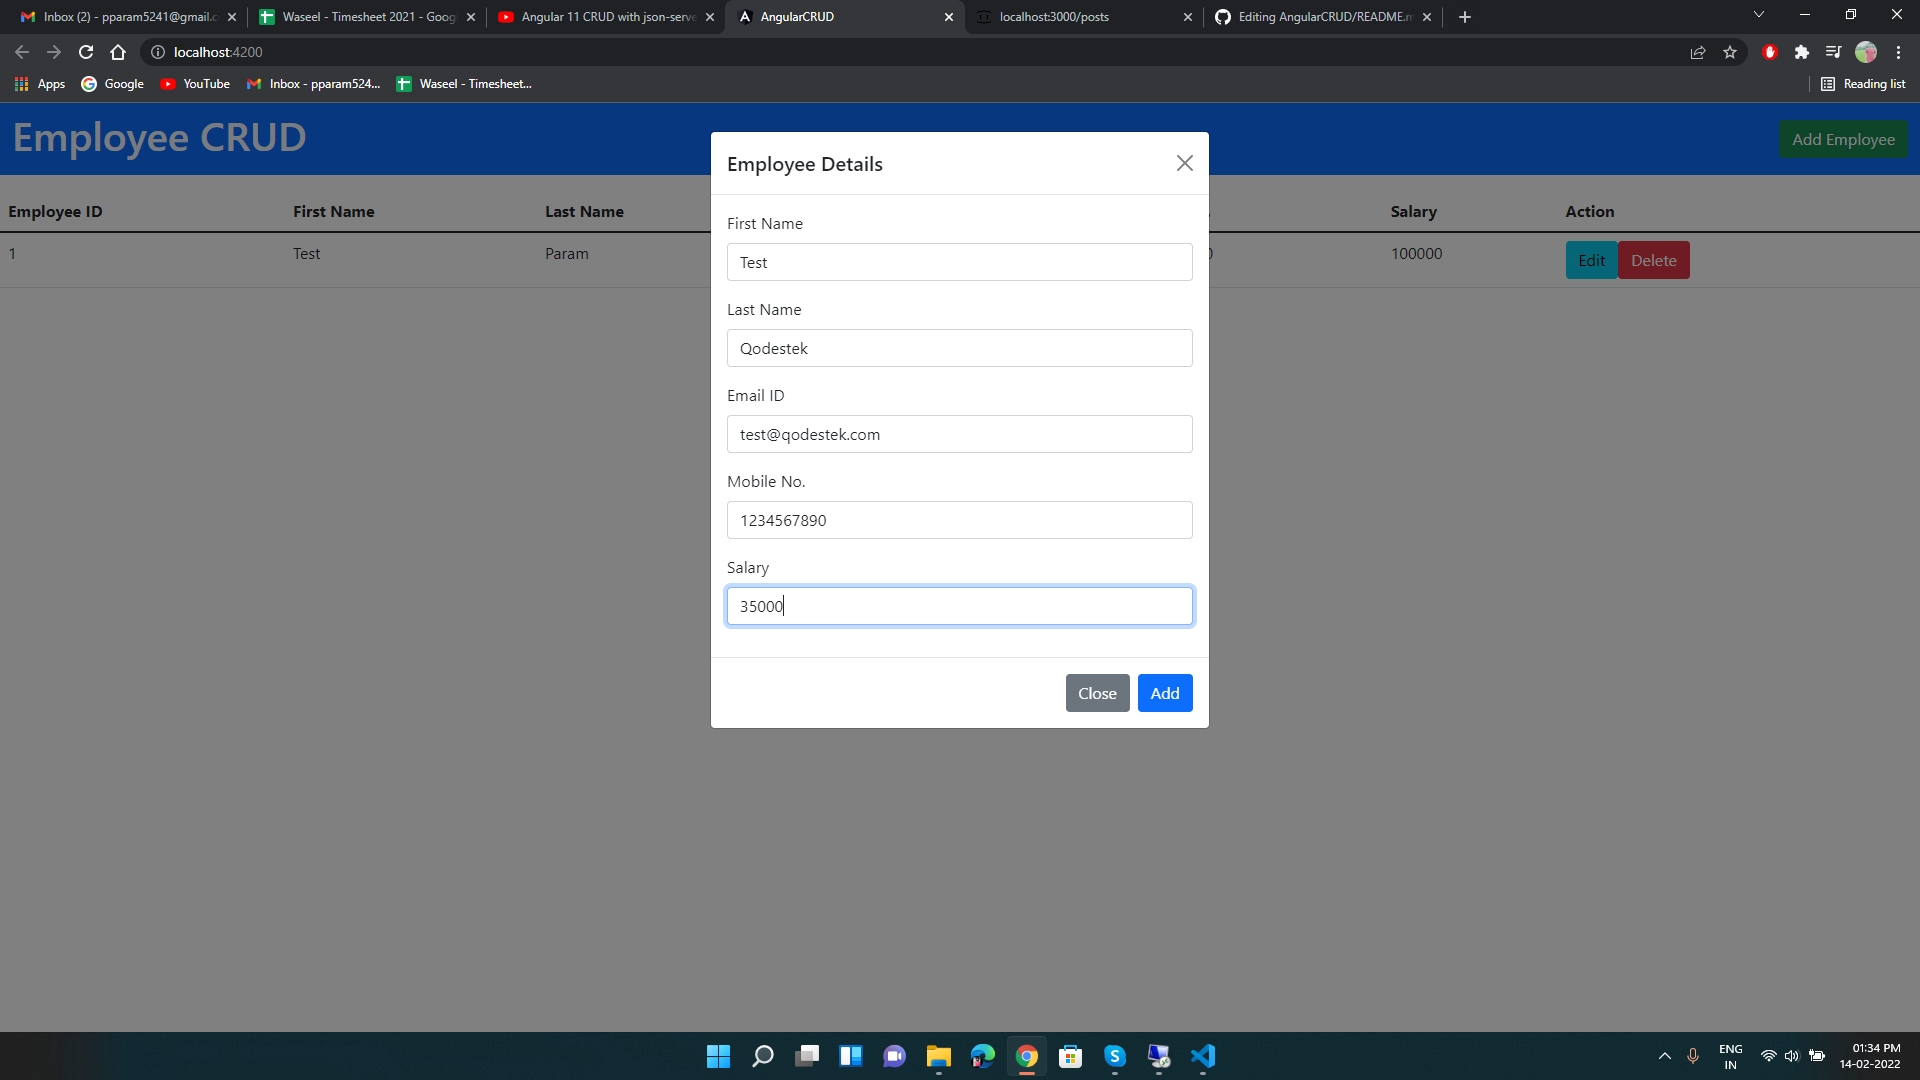 Inbox (2) - pparam5241@gmail.c
Waseel - Timesheet 2021 - Goog
Angular 11 CRUD with json-serve
AngularCRUD
localhost:3000/posts
Editing AngularCRUD/README.m
localhost:4200
Apps
Google
YouTube
Inbox - pparam524...
Waseel - Timesheet...
Reading list
Employee CRUD
Add Employee
Employee ID First Name Last Name Salary Action
1 Test Param 100000 Edit Delete
Employee Details
First Name
Test
Last Name
Qodestek
Email ID
test@qodestek.com
Mobile No.
1234567890
Salary
35000
Close Add
ENG
IN
01:34 PM
14-02-2022